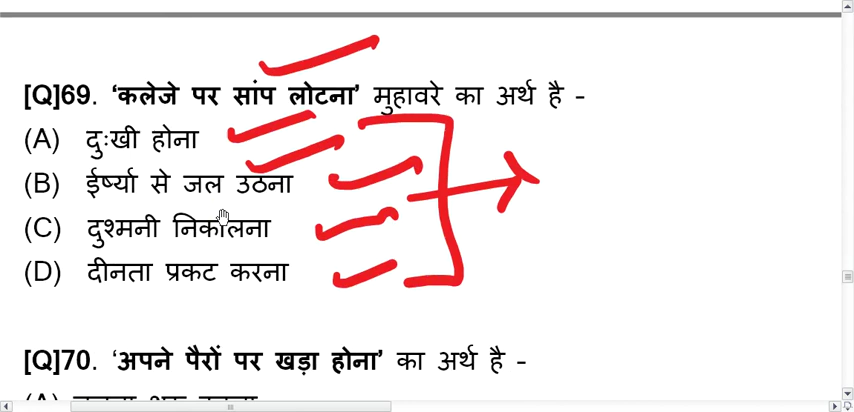 [Q]69. ‘कलेजे पर सांप लोटना’ मुहावरे का अर्थ है -
(A) दुःखी होना
(B) ईर्ष्या से जल उठना
(C) दुश्मनी निकालना
(D) दीनता प्रकट करना
[Q]70. ‘अपने पैरों पर खड़ा होना’ का अर्थ है -
(A)